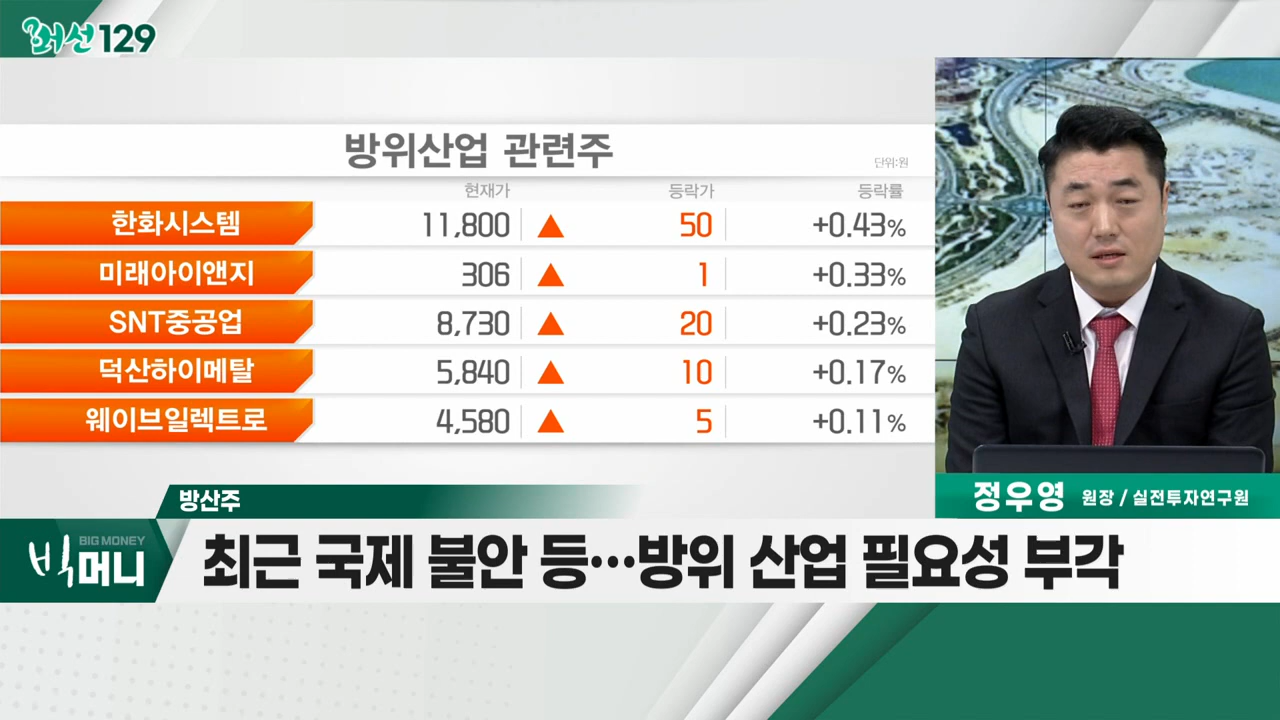 머선129
방위산업 관련주
단위:원
현재가 등락가 등락률
한화시스템 11,800 ▲ 50 +0.43%
미래아이앤지 306 ▲ 1 +0.33%
SNT중공업 8,730 ▲ 20 +0.23%
덕산하이메탈 5,840 ▲ 10 +0.17%
웨이브일렉트로 4,580 ▲ 5 +0.11%
정우영 원장 / 실전투자연구원
방산주
BIG MONEY
빅머니
최근 국제 불안 등…방위 산업 필요성 부각